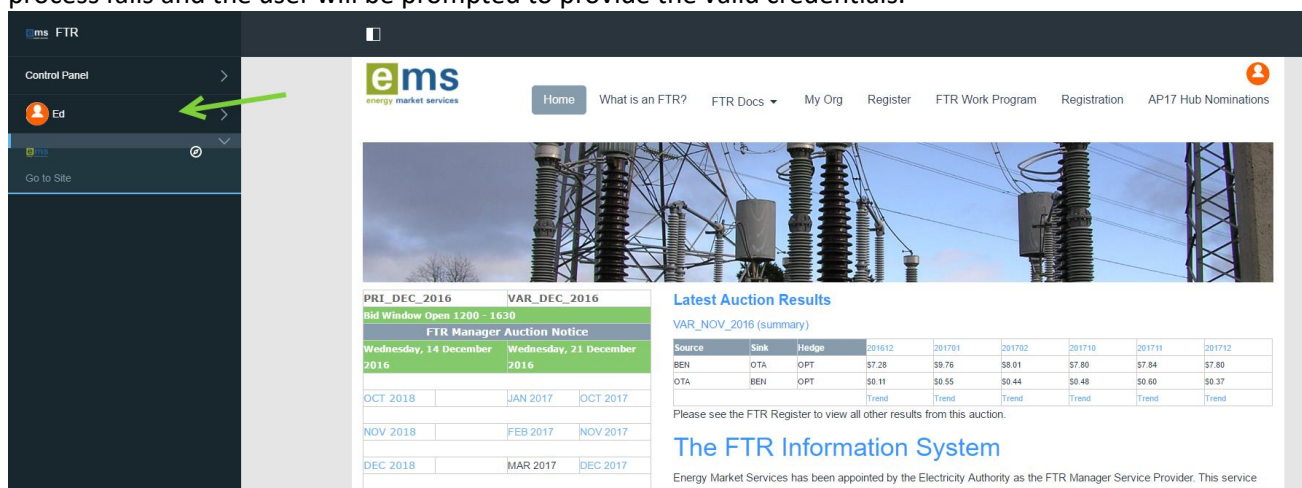 process fails and the user will be prompted to provide the valid credentials.
ems FTR
Control Panel
Ed
ems
Go to Site
ems
energy market services
Home What is an FTR? FTR Docs My Org Register FTR Work Program Registration AP17 Hub Nominations
PRI_DEC_2016 VAR_DEC_2016
Bid Window Open 1200 - 1630
FTR Manager Auction Notice
Wednesday, 14 December 2016 Wednesday, 21 December 2016
OCT 2018 JAN 2017 OCT 2017
NOV 2018 FEB 2017 NOV 2017
DEC 2018 MAR 2017 DEC 2017
Latest Auction Results
VAR_NOV_2016 (summary)
Source Sink Hedge 201612 201701 201702 201710 201711 201712
BEN OTA OPT $7.28 $9.76 $8.01 $7.80 $7.84 $7.80
OTA BEN OPT $0.11 $0.55 $0.44 $0.48 $0.60 $0.37
Trend Trend Trend Trend Trend Trend
Please see the FTR Register to view all other results from this auction.
The FTR Information System
Energy Market Services has been appointed by the Electricity Authority as the FTR Manager Service Provider. This service